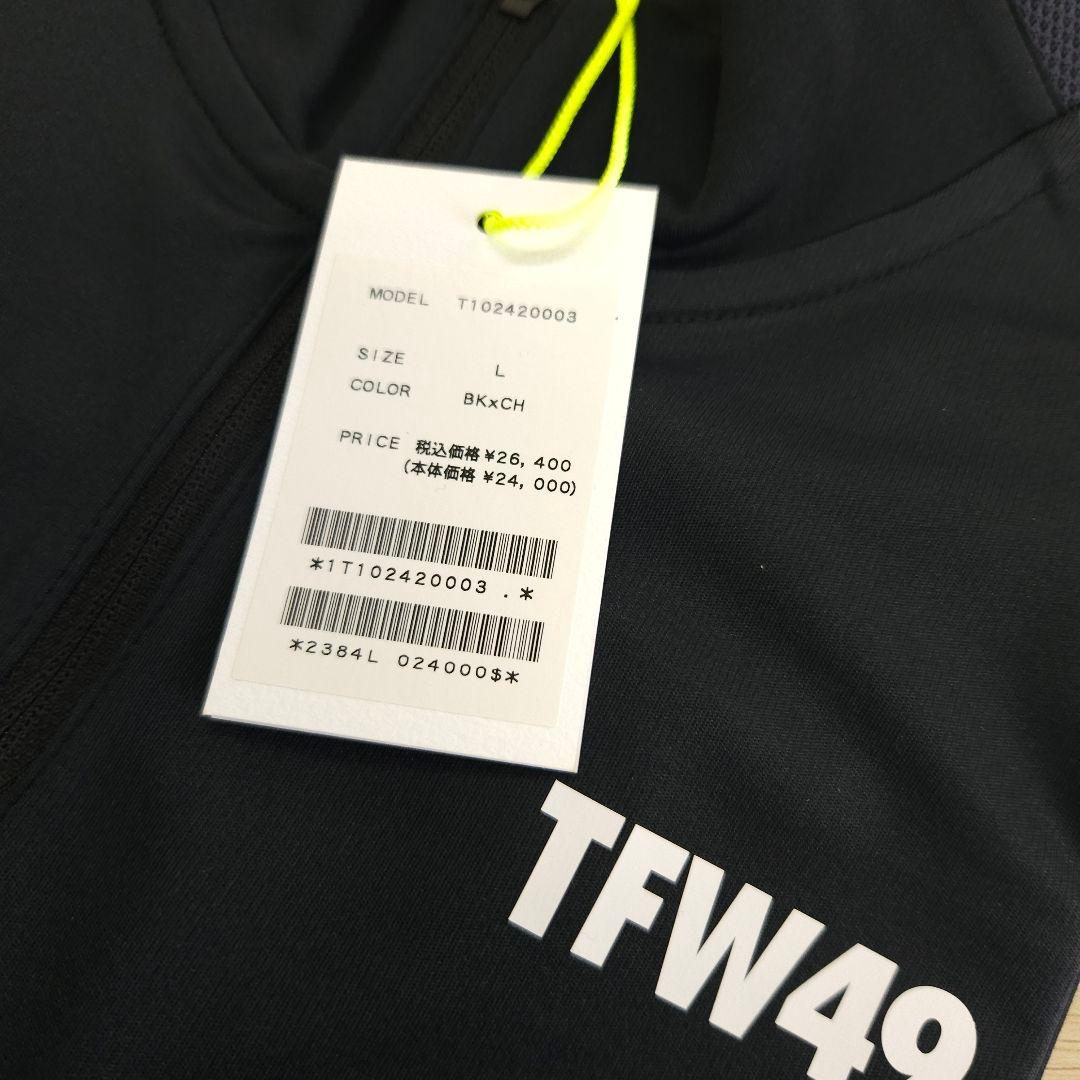 MODEL T102420003
SIZE L
COLOR BKxCH
PRICE 税込価格 ¥26,400
(本体価格 ¥24,000)
*1T102420003 .*
*2384L 024000$*
TFW49